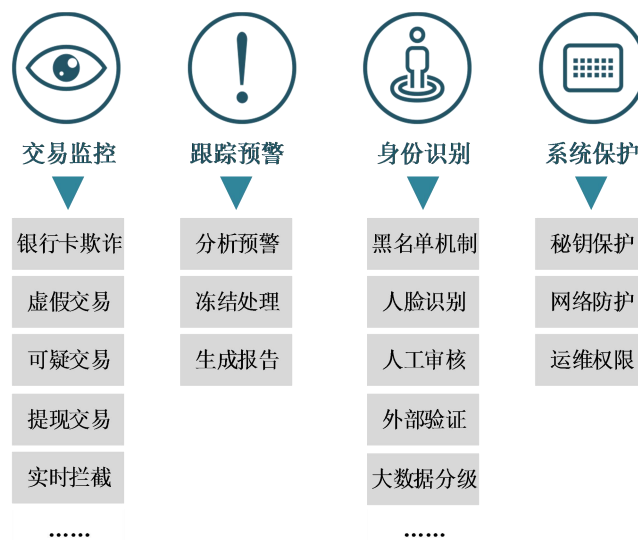 交易监控
银行卡欺诈
虚假交易
可疑交易
提现交易
实时拦截
......
跟踪预警
分析预警
冻结处理
生成报告
身份识别
黑名单机制
人脸识别
人工审核
外部验证
大数据分级
......
系统保护
秘钥保护
网络防护
运维权限